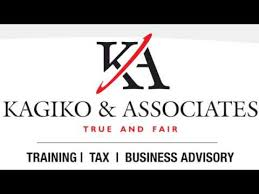 KA
KAGIKO & ASSOCIATES
TRUE AND FAIR
TRAINING | TAX | BUSINESS ADVISORY